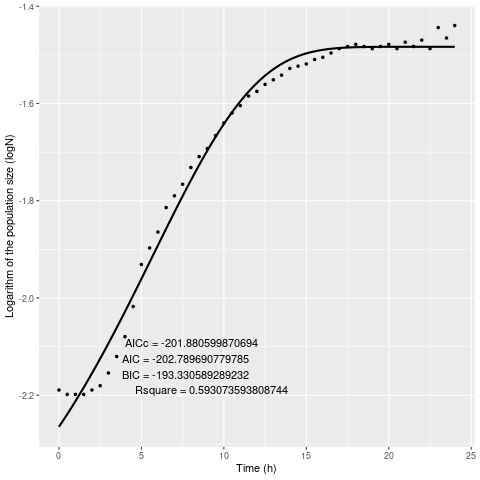 -1.4
-1.6
-1.8
-2.0
-2.2
Logarithm of the population size (logN)
AICc = -201.880599870694
AIC = -202.789690779785
BIC = -193.330589289232
Rsquare = 0.593073593808744
0 5 10 15 20 25
Time (h)